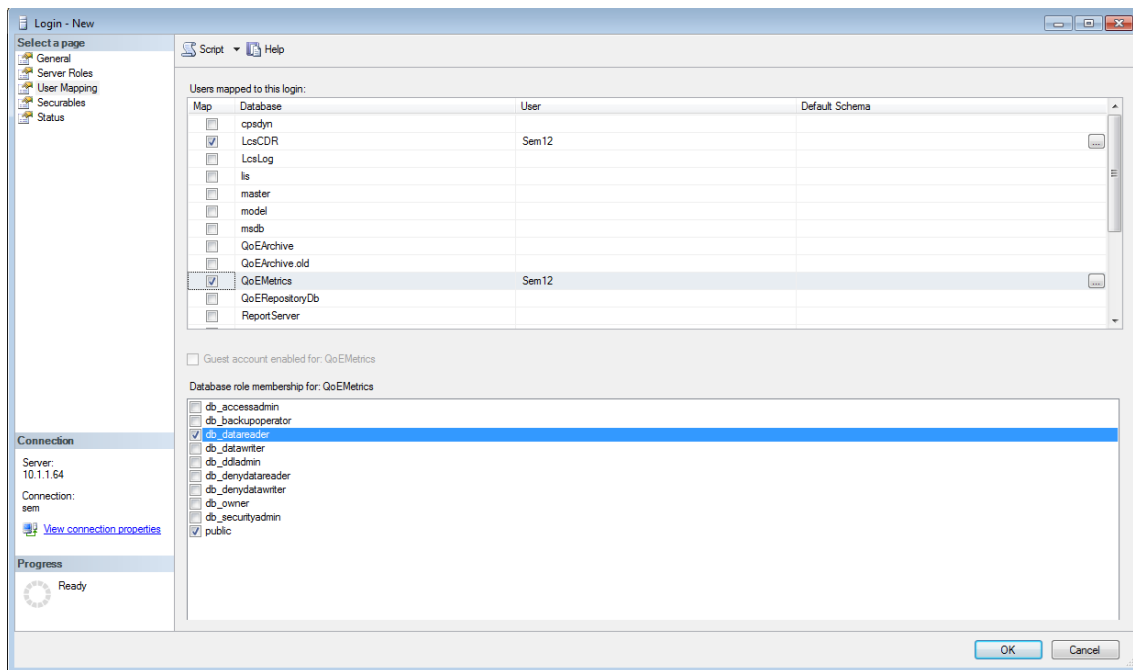 Login - New
Select a page
General
Server Roles
User Mapping
Securables
Status
Script Help
Users mapped to this login:
Map Database User Default Schema
cpsdyn
LcsCDR Sem12 ...
LcsLog
lis
master
model
msdb
QoEArchive
QoEArchive.old
QoEMetrics Sem12 ...
QoERepositoryDb
ReportServer
Guest account enabled for: QoEMetrics
Database role membership for: QoEMetrics
db_accessadmin
db_backupoperator
db_datareader
db_datawriter
db_ddladmin
db_denydatareader
db_denydatawriter
db_owner
db_securityadmin
public
Connection
Server:
10.1.1.64
Connection:
sem
View connection properties
Progress
Ready
OK Cancel